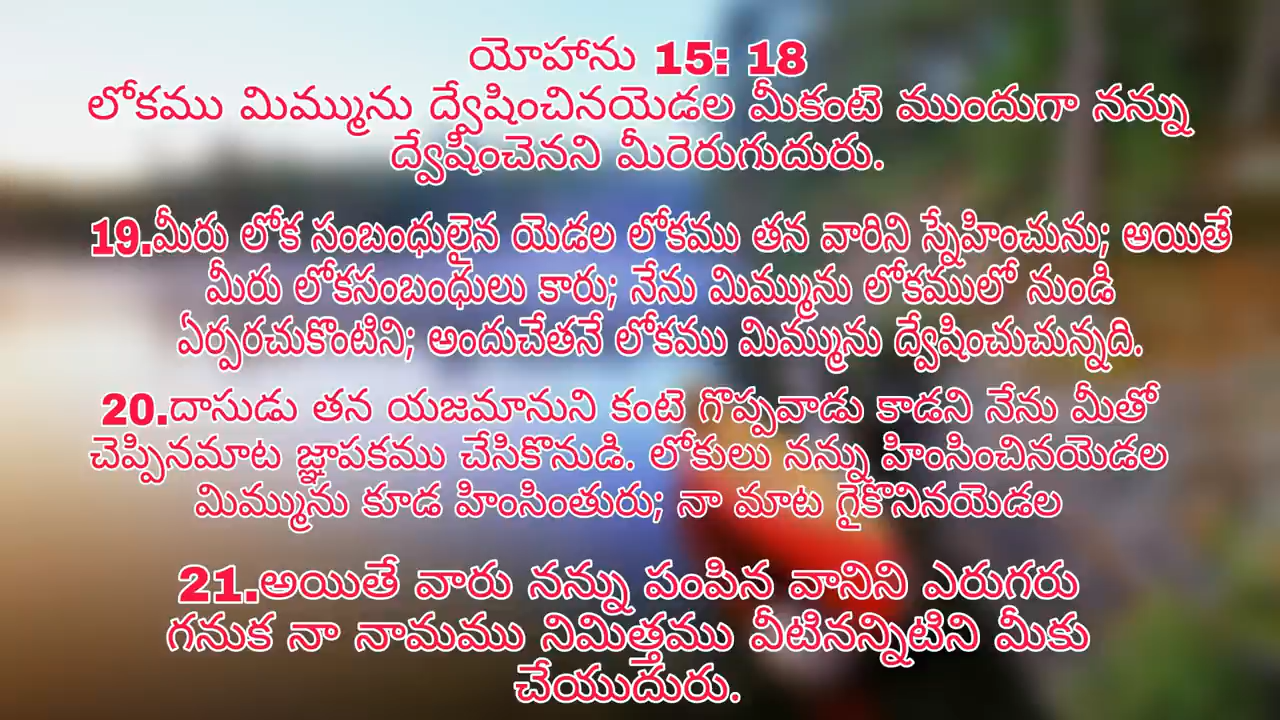 యోహాను 15: 18
లోకము మిమ్మును ద్వేషించినయెడల మీకంటె ముందుగా నన్ను
ద్వేషించెనని మీరెరుగుదురు.
19.మీరు లోక సంబంధులైన యెడల లోకము తన వారిని స్నేహించును; అయితే
మీరు లోకసంబంధులు కారు; నేను మిమ్మును లోకములో నుండి
ఏర్పరచుకొంటిని; అందుచేతనే లోకము మిమ్మును ద్వేషించుచున్నది.
20.దాసుడు తన యజమానుని కంటె గొప్పవాడు కాడని నేను మీతో
చెప్పినమాట జ్ఞాపకము చేసికొనుడి. లోకులు నన్ను హింసించినయెడల
మిమ్మును కూడ హింసింతురు; నా మాట గైకొనినయెడల
21.అయితే వారు నన్ను పంపిన వానిని ఎరుగరు
గనుక నా నామము నిమిత్తము వీటినన్నిటిని మీకు
చేయుదురు.